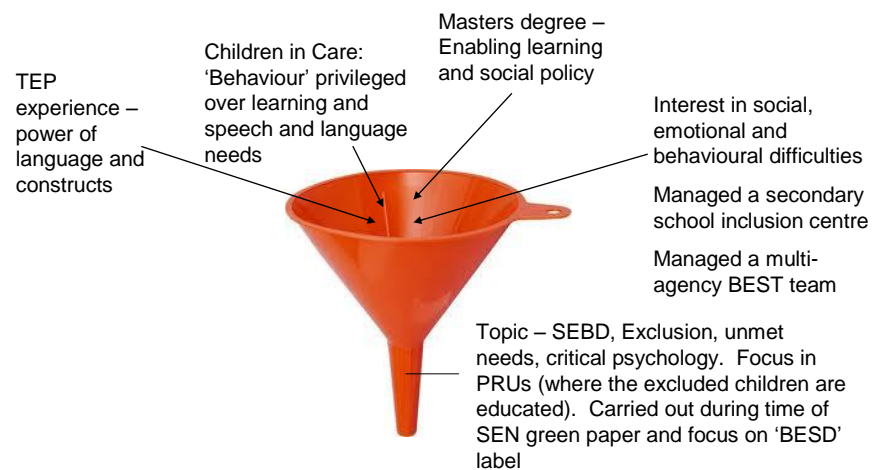 TEP
experience –
power of
language and
constructs
Children in Care:
‘Behaviour’ privileged
over learning and
speech and language
needs
Masters degree –
Enabling learning
and social policy
Interest in social,
emotional and
behavioural difficulties
Managed a secondary
school inclusion centre
Managed a multi-
agency BEST team
Topic – SEBD, Exclusion, unmet
needs, critical psychology.  Focus in
PRUs (where the excluded children are
educated).  Carried out during time of
SEN green paper and focus on ‘BESD’
label